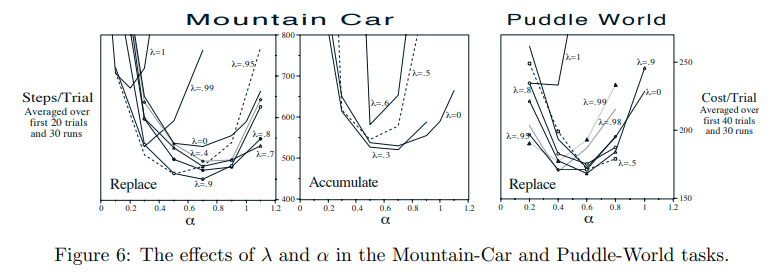 Mountain Car
Puddle World
Steps/Trial
Averaged over
first 20 trials
and 30 runs
λ=1
λ=.95
λ=.99
λ=0
λ=.4
λ=.8
λ=.7
λ=.9
Replace
0 0.2 0.4 0.6 0.8 1 1.2
α
800
700
600
500
400
λ=.6
λ=.5
λ=0
λ=.3
Accumulate
0 0.2 0.4 0.6 0.8 1 1.2
α
λ=1
λ=.9
λ=.8
λ=.99
λ=0
λ=.98
λ=.95
λ=.5
Replace
0 0.2 0.4 0.6 0.8 1 1.2
α
250
200
150
Cost/Trial
Averaged over
first 40 trials
and 30 runs
Figure 6: The effects of λ and α in the Mountain-Car and Puddle-World tasks.